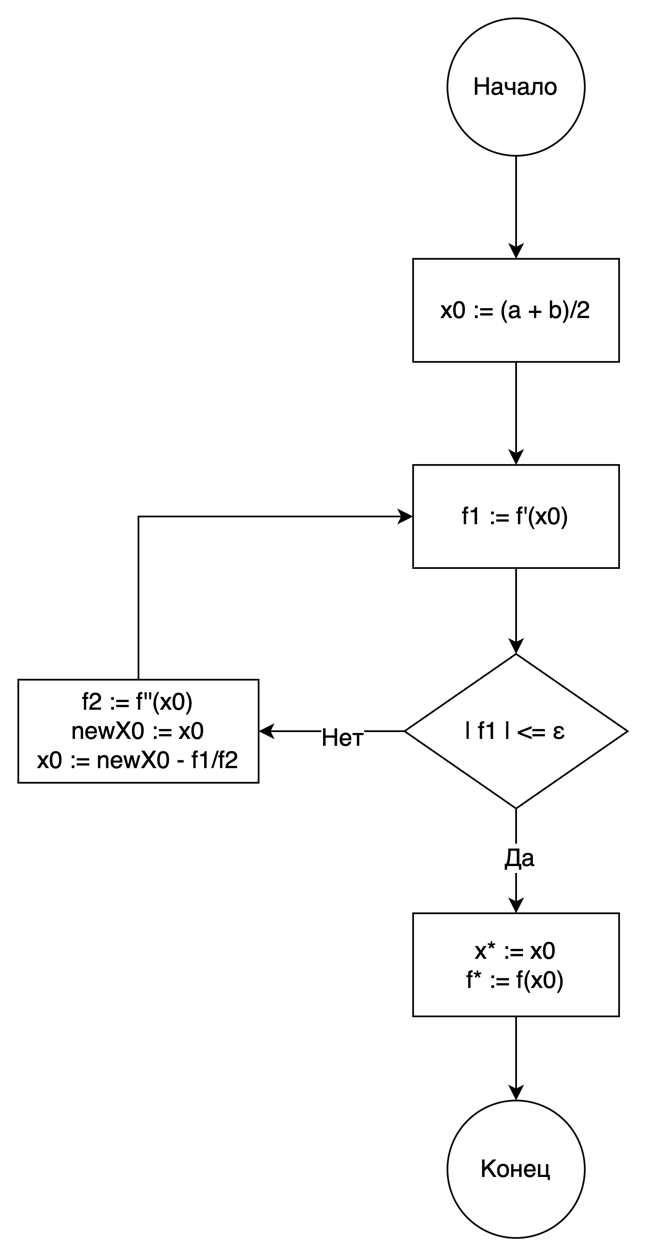 Начало
x0 := (a + b)/2
f1 := f'(x0)
| f1 | <= ε
Нет
f2 := f''(x0)
newX0 := x0
x0 := newX0 - f1/f2
Да
x* := x0
f* := f(x0)
Конец